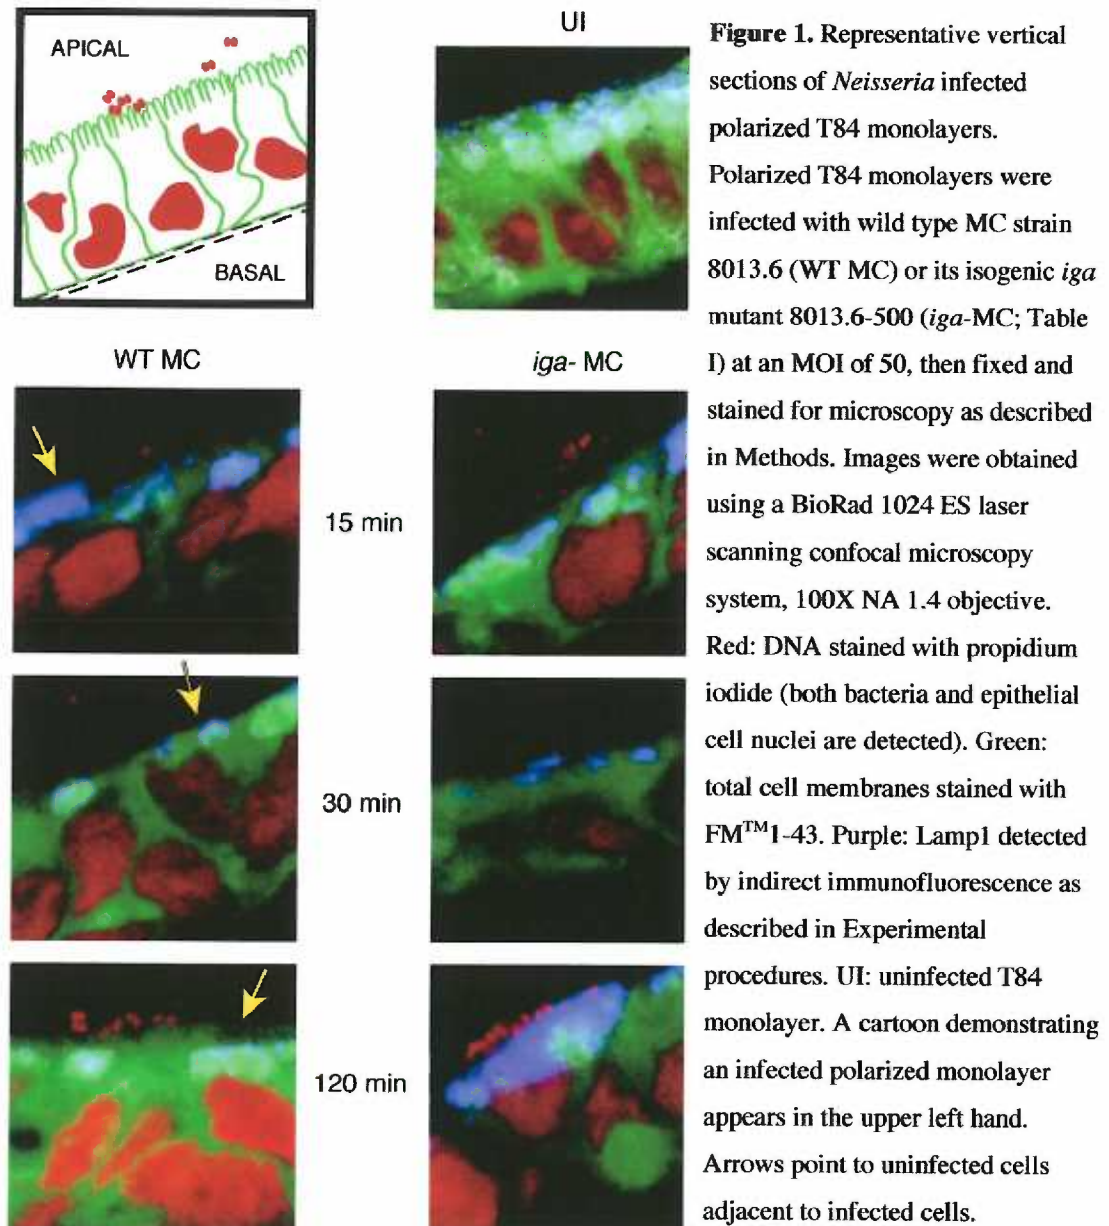 APICAL
BASAL
UI
WT MC
iga- MC
15 min
30 min
120 min
Figure 1. Representative vertical
sections of Neisseria infected
polarized T84 monolayers.
Polarized T84 monolayers were
infected with wild type MC strain
8013.6 (WT MC) or its isogenic iga
mutant 8013.6-500 (iga-MC; Table
I) at an MOI of 50, then fixed and
stained for microscopy as described
in Methods. Images were obtained
using a BioRad 1024 ES laser
scanning confocal microscopy
system, 100X NA 1.4 objective.
Red: DNA stained with propidium
iodide (both bacteria and epithelial
cell nuclei are detected). Green:
total cell membranes stained with
FM™1-43. Purple: Lamp1 detected
by indirect immunofluorescence as
described in Experimental
procedures. UI: uninfected T84
monolayer. A cartoon demonstrating
an infected polarized monolayer
appears in the upper left hand.
Arrows point to uninfected cells
adjacent to infected cells.